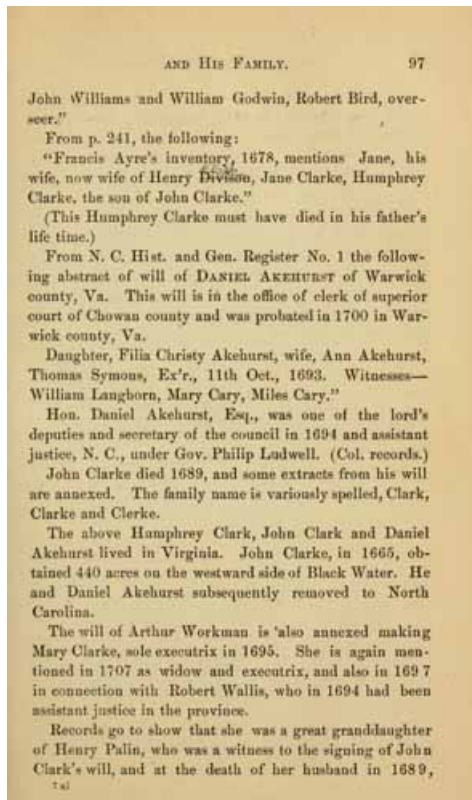 AND HIS FAMILY. 97
John Williams and William Godwin, Robert Bird, over-
seer."
From p. 241, the following:
"Francis Ayre's inventory, 1678, mentions Jane, his
wife, now wife of Henry Divison, Jane Clarke, Humphrey
Clarke, the son of John Clarke."
(This Humphrey Clarke must have died in his father's
life time.)
From N. C. Hist. and Gen. Register No. 1 the follow-
ing abstract of will of DANIEL AKEHURST of Warwick
county, Va. This will is in the office of clerk of superior
court of Chowan county and was probated in 1700 in War-
wick county, Va.
Daughter, Filia Christy Akehurst, wife, Ann Akehurst,
Thomas Symons, Ex'r., 11th Oct., 1693. Witnesses—
William Langhorn, Mary Cary, Miles Cary."
Hon. Daniel Akehurst, Esq., was one of the lord's
deputies and secretary of the council in 1694 and assistant
justice, N. C., under Gov. Philip Ludwell. (Col. records.)
John Clarke died 1689, and some extracts from his will
are annexed. The family name is variously spelled, Clark,
Clarke and Clerke.
The above Humphrey Clark, John Clark and Daniel
Akehurst lived in Virginia. John Clarke, in 1665, ob-
tained 440 acres on the westward side of Black Water. He
and Daniel Akehurst subsequently removed to North
Carolina.
The will of Arthur Workman is 'also annexed making
Mary Clarke, sole executrix in 1695. She is again men-
tioned in 1707 as widow and executrix, and also in 169 7
in connection with Robert Wallis, who in 1694 had been
assistant justice in the province.
Records go to show that she was a great granddaughter
of Henry Palin, who was a witness to the signing of John
Clark's will, and at the death of her husband in 1689,